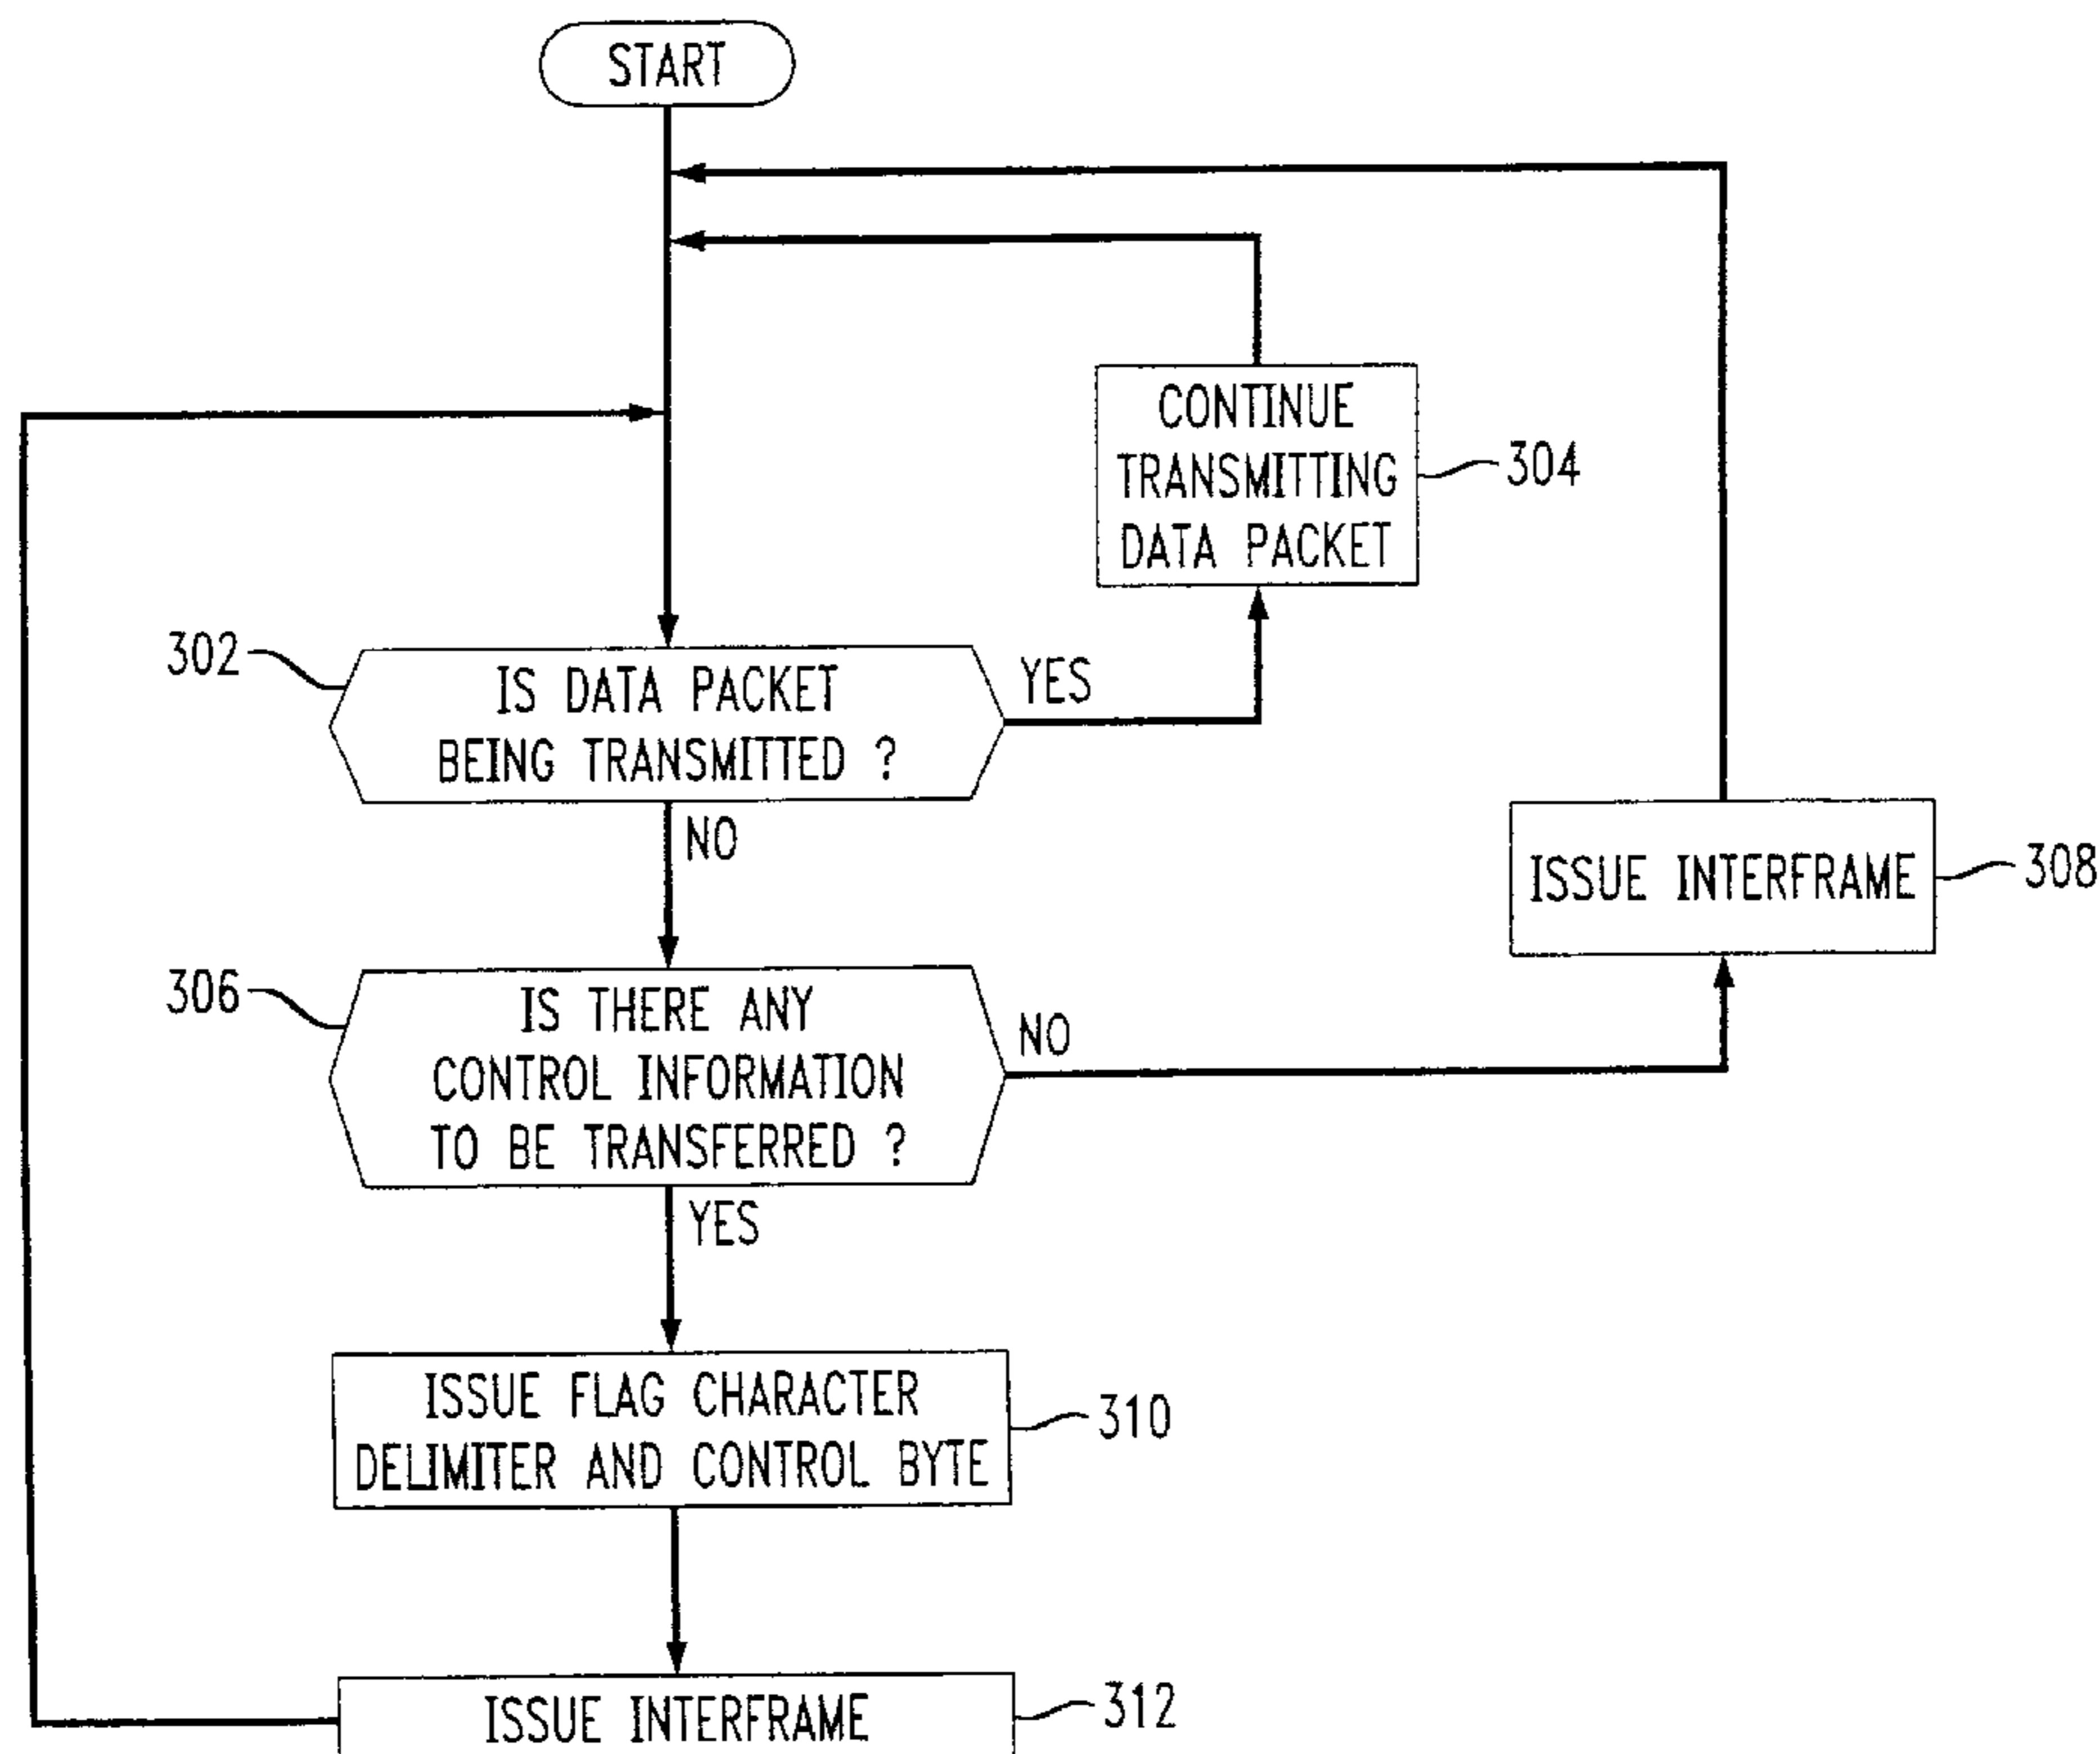 START
CONTINUE
TRANSMITTING
DATA PACKET
304
302
IS DATA PACKET
BEING TRANSMITTED ?
YES
NO
ISSUE INTERFRAME
308
306
IS THERE ANY
CONTROL INFORMATION
TO BE TRANSFERRED ?
NO
YES
ISSUE FLAG CHARACTER
DELIMITER AND CONTROL BYTE
310
ISSUE INTERFRAME
312